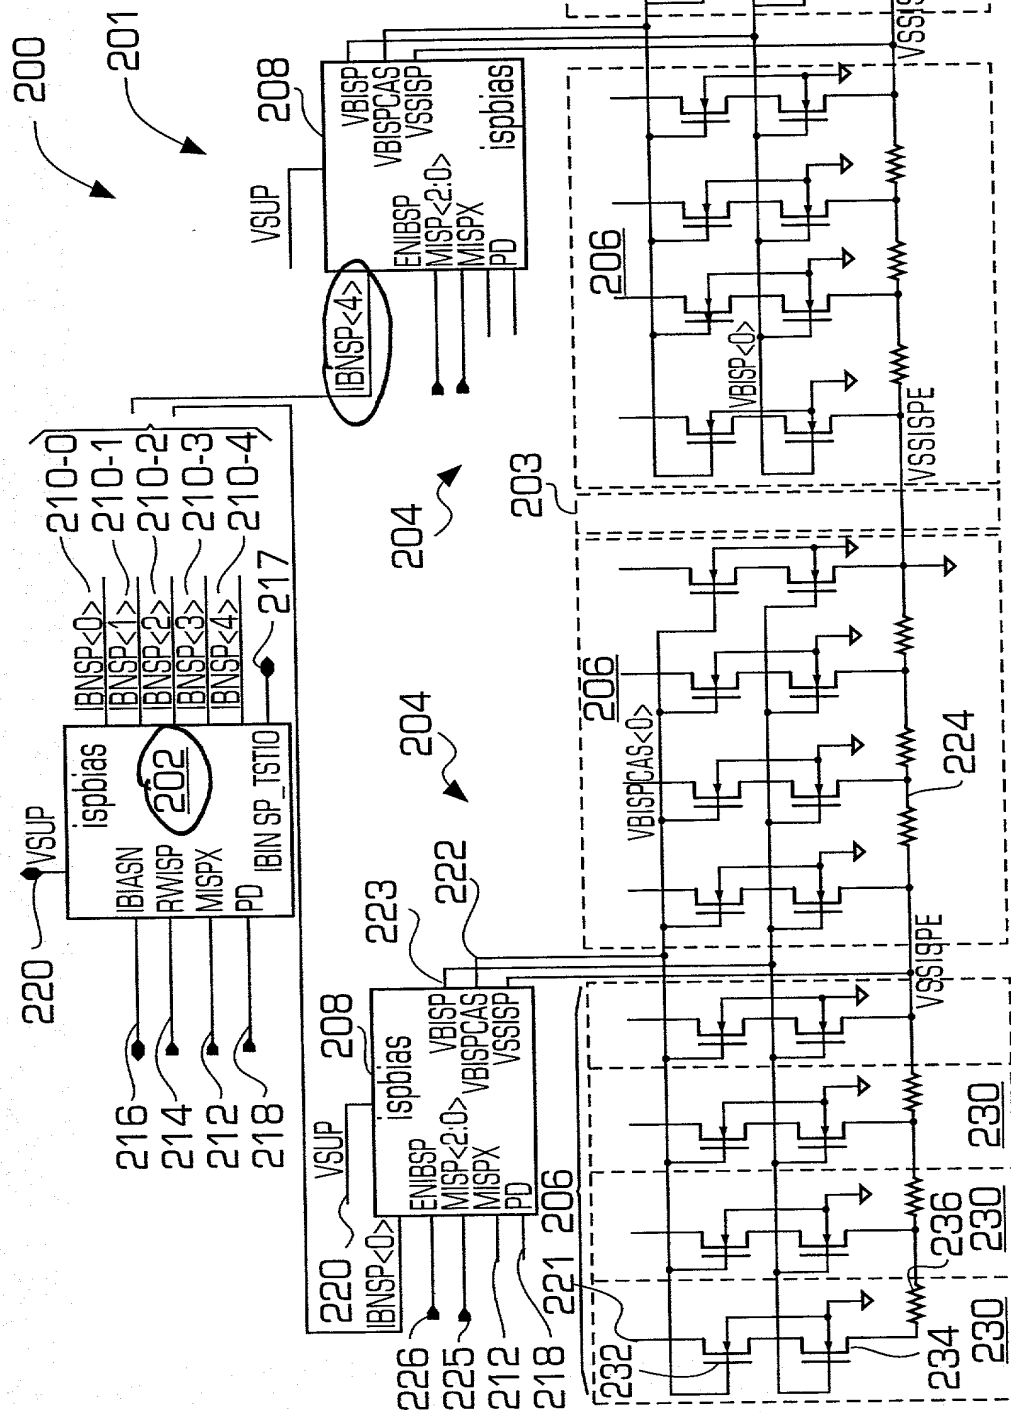 200
201
220
VSUP
ispbias
202
IBIASN
RWISP
MISPX
PD
IBIN SP_TSTIO
216
214
212
218
IBNSP<0>
IBNSP<1>
IBNSP<2>
IBNSP<3>
IBNSP<4>
210-0
210-1
210-2
210-3
210-4
217
VSUP
208
IBNSP<4>
VBISP
VBISPCAS
VSSISP
ispbias
ENIBSP
MISP<2:0>
MISPX
PD
204
204
203
VSUP
220
208
223
222
IBNSP<0>
ispbias
VBISP
VBISPCAS
VSSISP
ENIBSP
MISP<2:0>
MISPX
PD
226
225
212
218
221
206
232
234
236
230
230
230
VSSISPE
VBISPCAS<0>
206
224
VSSISPE
VBISP<0>
206
VSSIS